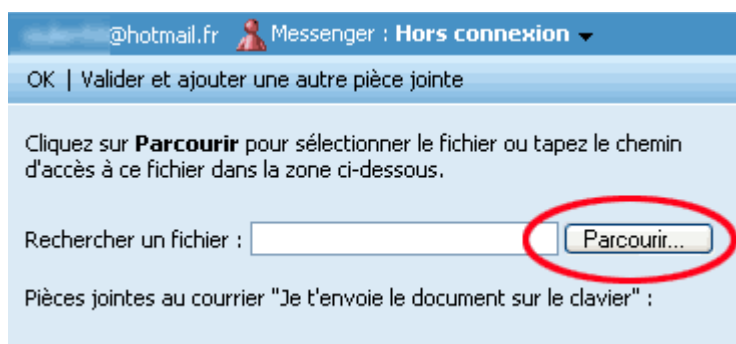 @hotmail.fr Messenger : Hors connexion
OK | Valider et ajouter une autre pièce jointe
Cliquez sur Parcourir pour sélectionner le fichier ou tapez le chemin
d'accès à ce fichier dans la zone ci-dessous.
Rechercher un fichier : Parcourir...
Pièces jointes au courrier "Je t'envoie le document sur le clavier" :